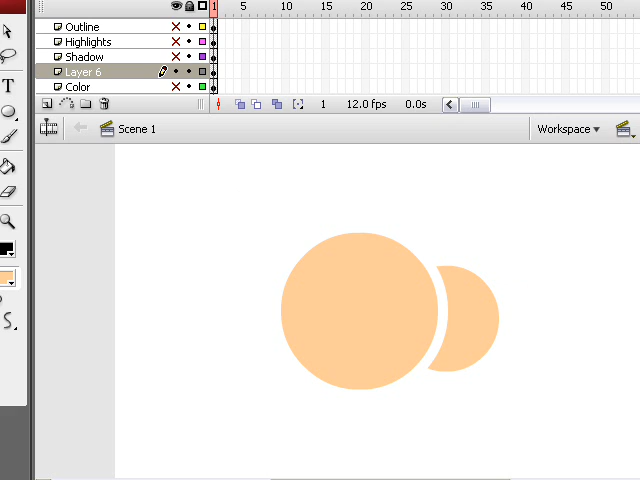 1 5 10 15 20 25 30 35 40 45 50
Outline
Highlights
Shadow
Layer 6
Color
1 12.0 fps 0.0s
Scene 1
Workspace
T